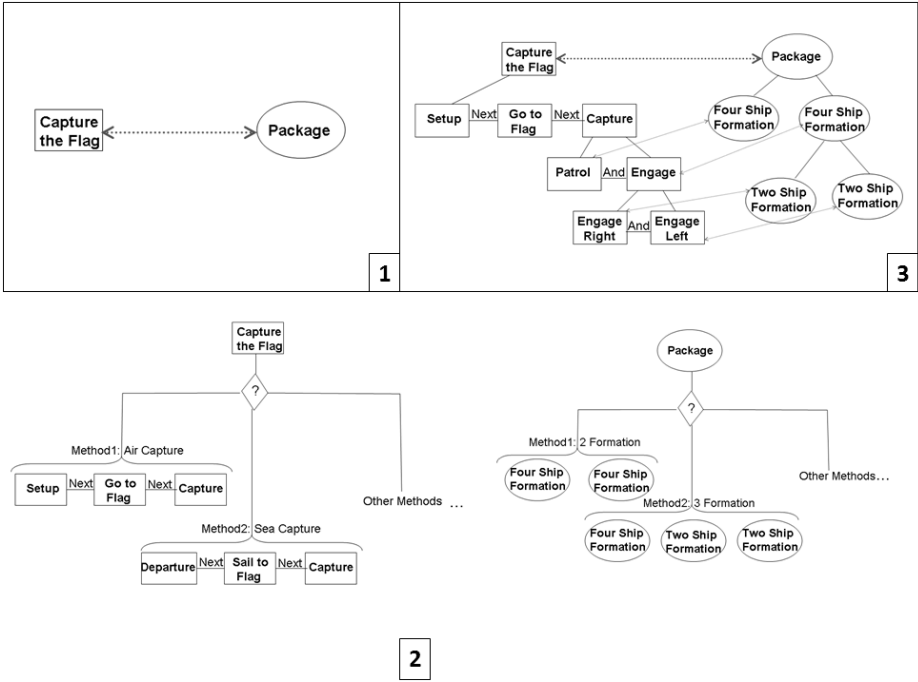 Capture
the Flag
Package
1
Capture
the Flag
Package
Setup
Next
Go to
Flag
Next
Capture
Four Ship
Formation
Four Ship
Formation
Patrol
And
Engage
Two Ship
Formation
Two Ship
Formation
Engage
Right
And
Engage
Left
3
Capture
the Flag
?
Method1: Air Capture
Setup
Next
Go to
Flag
Next
Capture
Other Methods ...
Method2: Sea Capture
Departure
Next
Sail to
Flag
Next
Capture
Package
?
Method1: 2 Formation
Four Ship
Formation
Four Ship
Formation
Other Methods...
Method2: 3 Formation
Four Ship
Formation
Two Ship
Formation
Two Ship
Formation
2